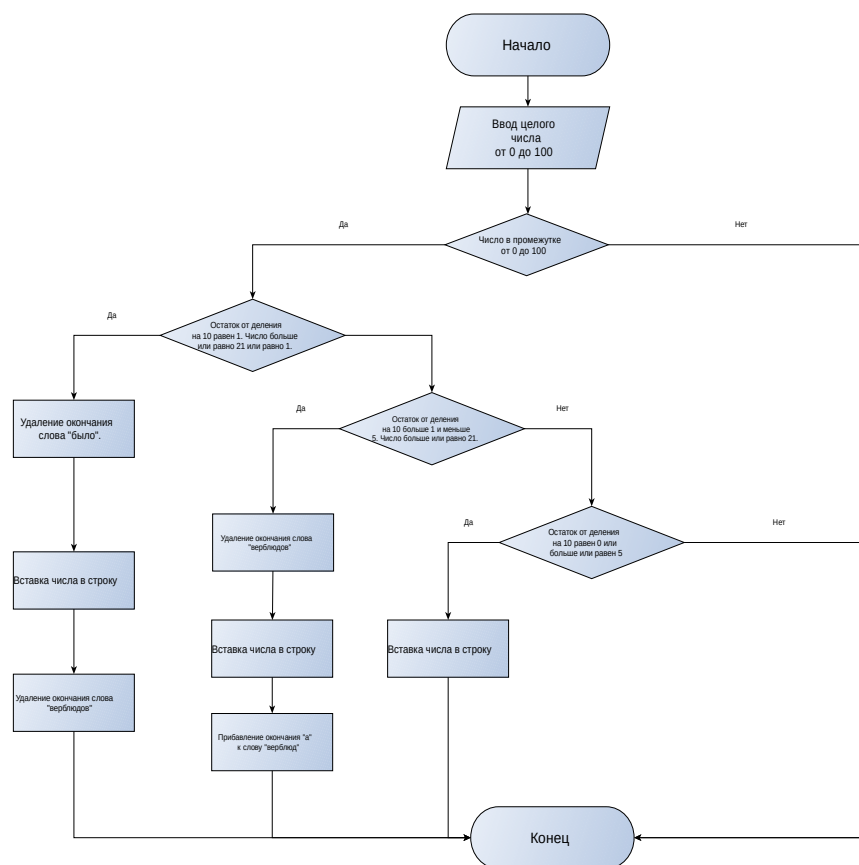 Начало
Ввод целого
числа
от 0 до 100
Число в промежутке
от 0 до 100
Да
Нет
Остаток от деления
на 10 равен 1. Число больше
или равно 21 или равно 1.
Да
Остаток от деления
на 10 больше 1 и меньше
5. Число больше или равно 21.
Да
Нет
Удаление окончания
слова "было".
Остаток от деления
на 10 равен 0 или
больше или равен 5
Да
Нет
Удаление окончания слова
"верблюдов"
Вставка числа в строку
Вставка числа в строку
Вставка числа в строку
Удаление окончания слова
"верблюдов"
Прибавление окончания "а"
к слову "верблюд"
Конец